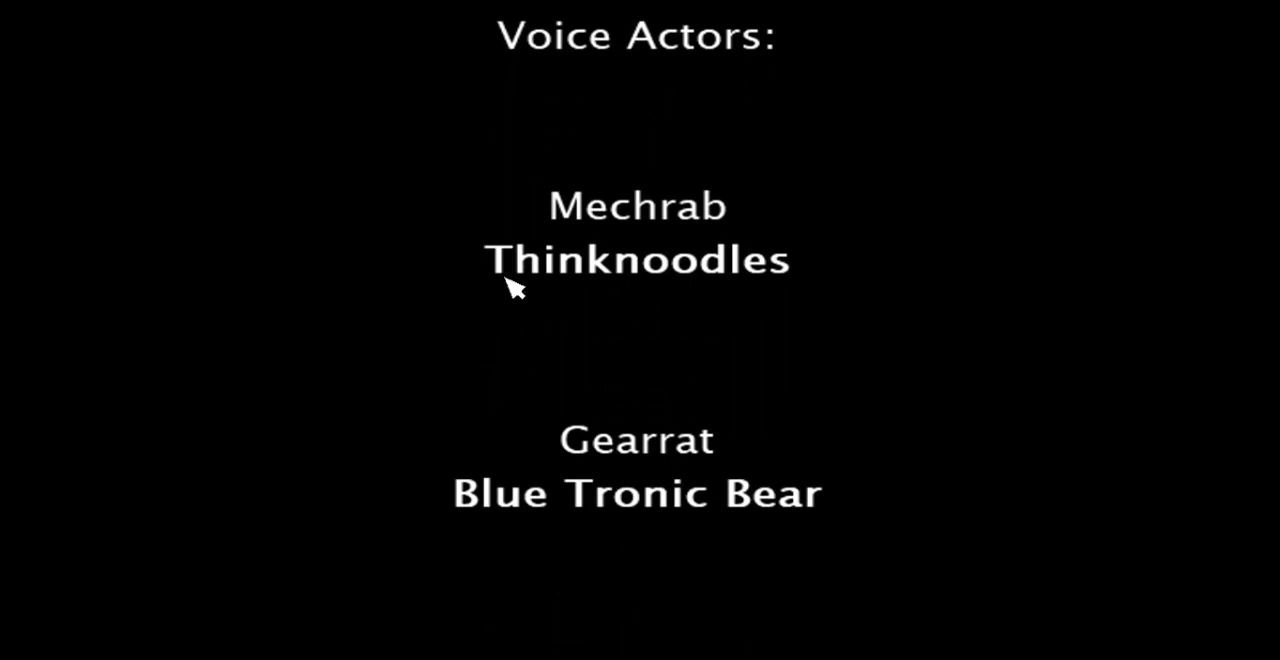 Voice Actors:
Mechrab
Thinknoodles
Gearrat
Blue Tronic Bear